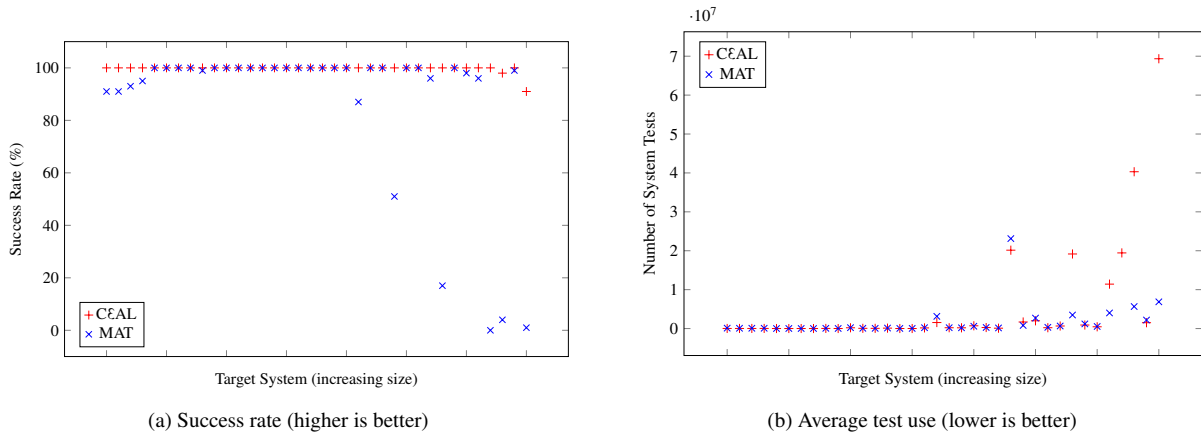 100
80
60
40
20
0
Success Rate (%)
CƐAL
MAT
Target System (increasing size)
(a) Success rate (higher is better)
·10⁷
7
6
5
4
3
2
1
0
Number of System Tests
CƐAL
MAT
Target System (increasing size)
(b) Average test use (lower is better)